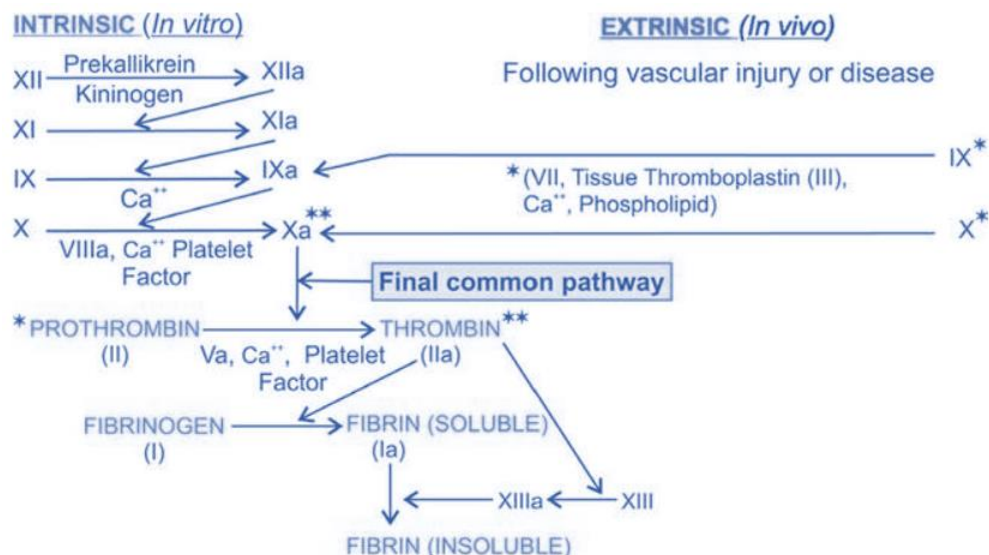 INTRINSIC (In vitro)
EXTRINSIC (In vivo)
Following vascular injury or disease
XII
Prekallikrein
Kininogen
XIIa
XI
XIa
IX
Ca⁺⁺
IXa
IX*
*(VII, Tissue Thromboplastin (III),
Ca⁺⁺, Phospholipid)
X
VIIIa, Ca⁺⁺ Platelet
Factor
Xa**
X*
Final common pathway
*PROTHROMBIN
(II)
Va, Ca⁺⁺, Platelet
Factor
THROMBIN**
(IIa)
FIBRINOGEN
(I)
FIBRIN (SOLUBLE)
(Ia)
XIIIa
XIII
FIBRIN (INSOLUBLE)